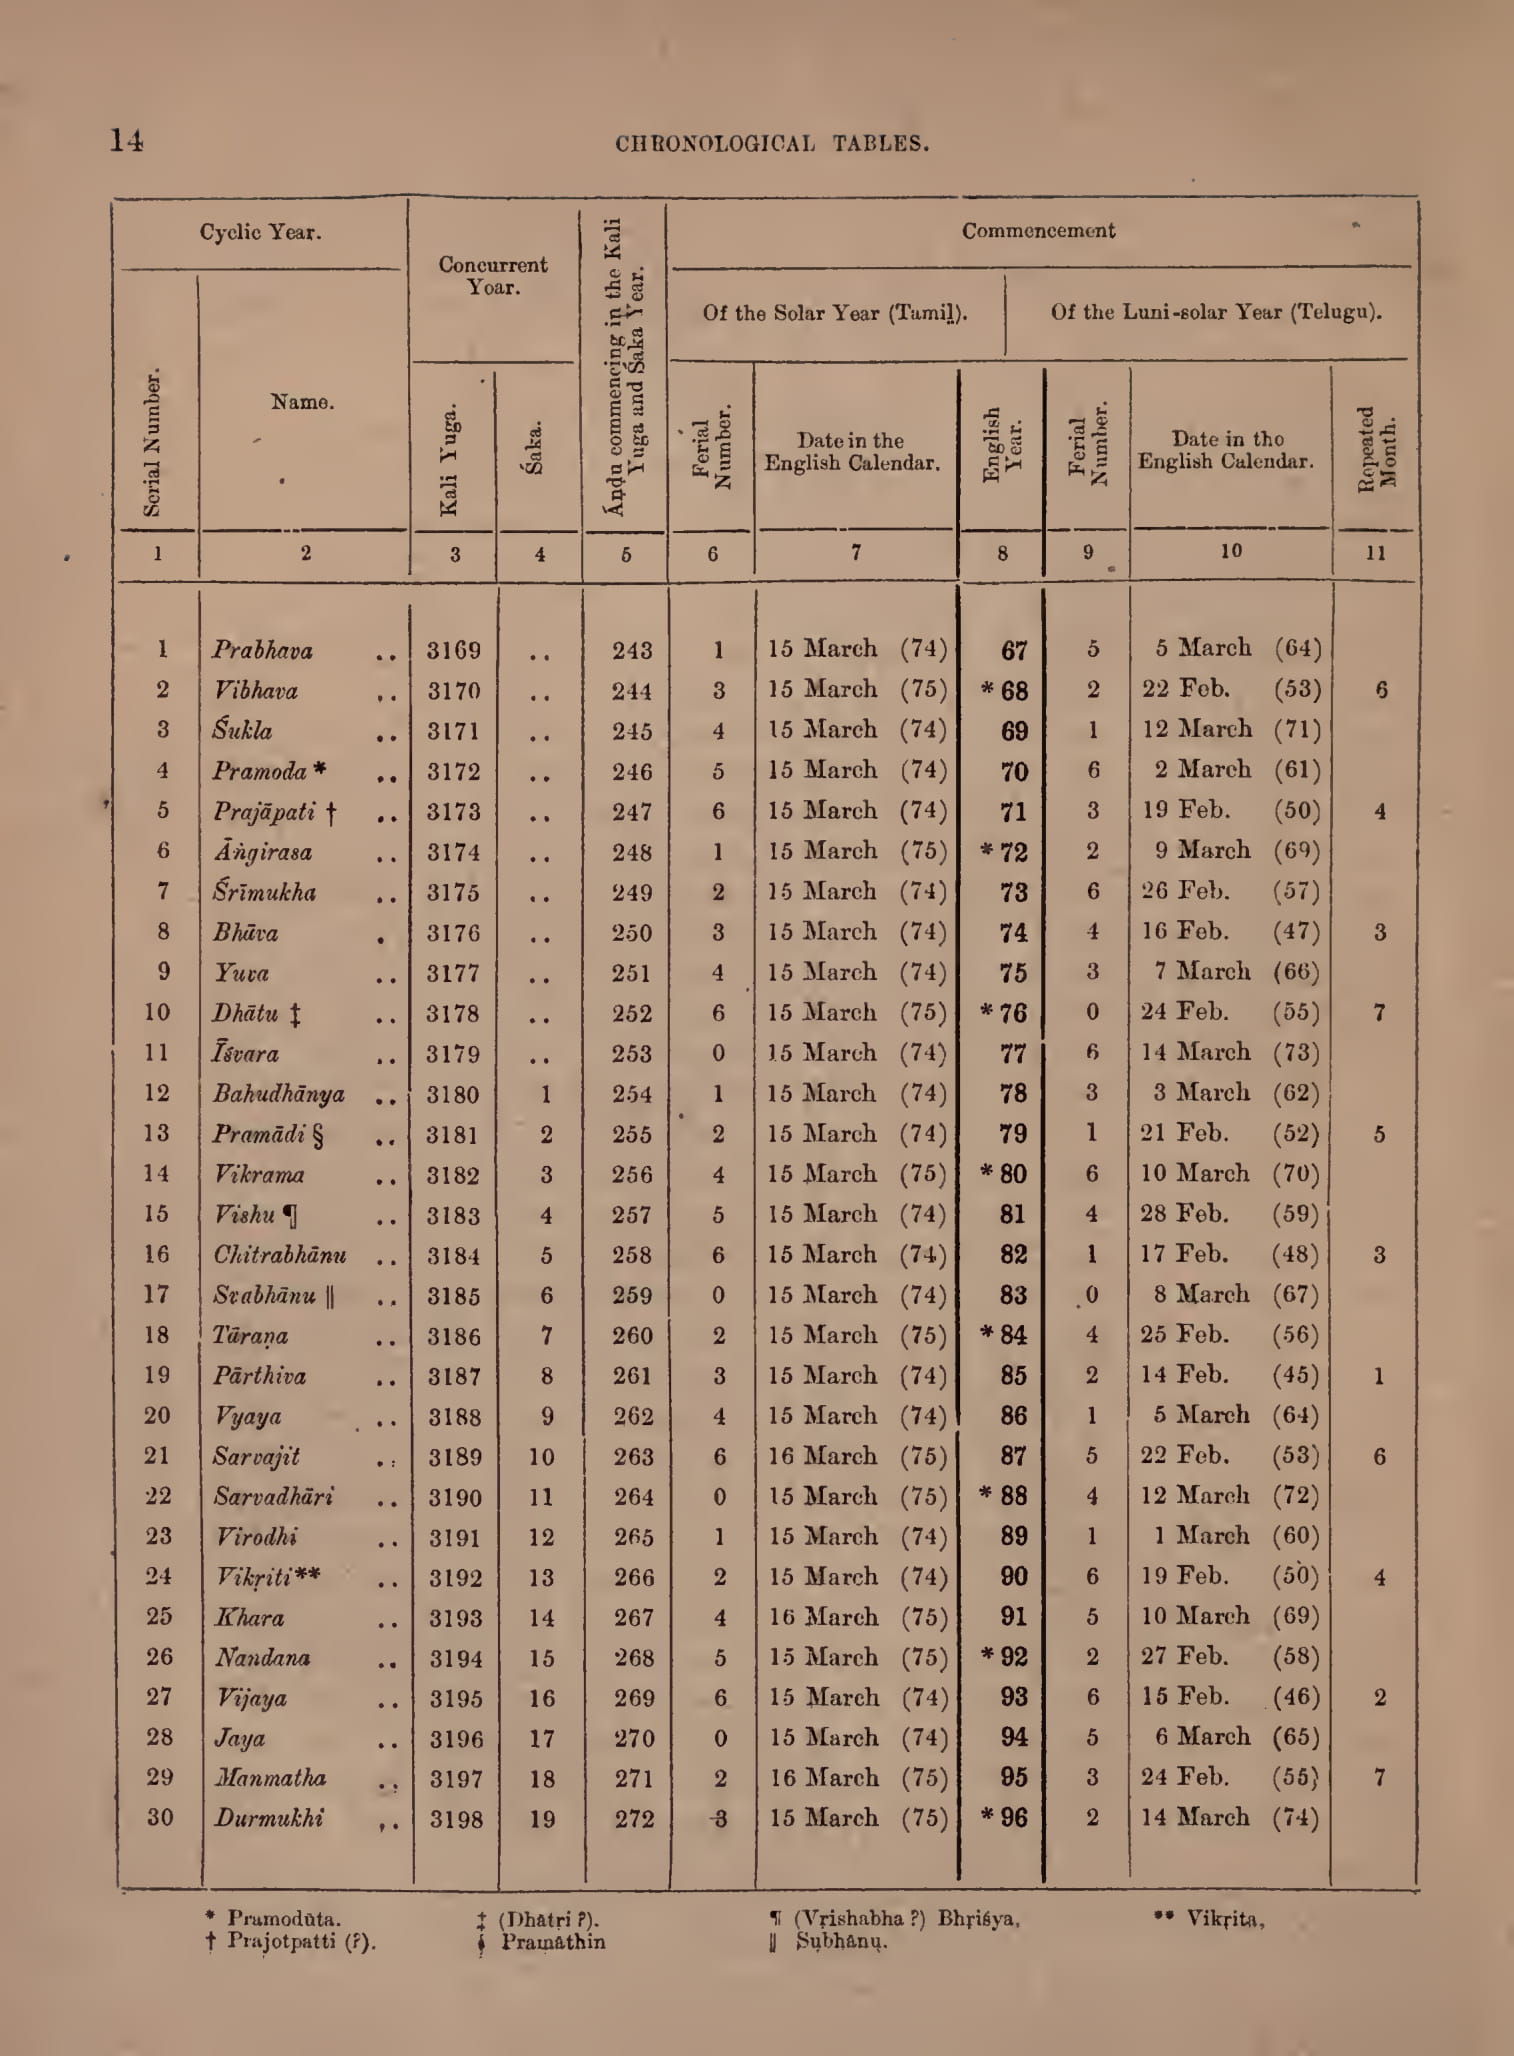 14
CHRONOLOGICAL TABLES.
Cyclic Year.
Concurrent
Yoar.
Áṇḍu commencing in the Kali
Yuga and Śaka Year.
Commencement
Of the Solar Year (Tamiḻ).
Of the Luni-solar Year (Telugu).
Serial Number.
Name.
Kali Yuga.
Śaka.
Ferial
Number.
Date in the
English Calendar.
English
Year.
Ferial
Number.
Date in tho
English Calendar.
Repeated
Month.
1 2 3 4 5 6 7 8 9 10 11
1 Prabhava .. 3169 .. 243 1 15 March (74) 67 5 5 March (64)
2 Vibhava .. 3170 .. 244 3 15 March (75) *68 2 22 Feb. (53) 6
3 Śukla .. 3171 .. 245 4 15 March (74) 69 1 12 March (71)
4 Pramoda * .. 3172 .. 246 5 15 March (74) 70 6 2 March (61)
5 Prajāpati † .. 3173 .. 247 6 15 March (74) 71 3 19 Feb. (50) 4
6 Āṅgirasa .. 3174 .. 248 1 15 March (75) *72 2 9 March (69)
7 Śrīmukha .. 3175 .. 249 2 15 March (74) 73 6 26 Feb. (57)
8 Bhāva . 3176 .. 250 3 15 March (74) 74 4 16 Feb. (47) 3
9 Yuva .. 3177 .. 251 4 15 March (74) 75 3 7 March (66)
10 Dhātu ‡ .. 3178 .. 252 6 15 March (75) *76 0 24 Feb. (55) 7
11 Īśvara .. 3179 .. 253 0 15 March (74) 77 6 14 March (73)
12 Bahudhānya .. 3180 1 254 1 15 March (74) 78 3 3 March (62)
13 Pramādi § .. 3181 2 255 2 15 March (74) 79 1 21 Feb. (52) 5
14 Vikrama .. 3182 3 256 4 15 March (75) *80 6 10 March (70)
15 Vishu ¶ .. 3183 4 257 5 15 March (74) 81 4 28 Feb. (59)
16 Chitrabhānu .. 3184 5 258 6 15 March (74) 82 1 17 Feb. (48) 3
17 Svabhānu ‖ .. 3185 6 259 0 15 March (74) 83 0 8 March (67)
18 Tāraṇa .. 3186 7 260 2 15 March (75) *84 4 25 Feb. (56)
19 Pārthiva .. 3187 8 261 3 15 March (74) 85 2 14 Feb. (45) 1
20 Vyaya .. 3188 9 262 4 15 March (74) 86 1 5 March (64)
21 Sarvajit .. 3189 10 263 6 16 March (75) 87 5 22 Feb. (53) 6
22 Sarvadhāri .. 3190 11 264 0 15 March (75) *88 4 12 March (72)
23 Virodhi .. 3191 12 265 1 15 March (74) 89 1 1 March (60)
24 Vikṛiti** .. 3192 13 266 2 15 March (74) 90 6 19 Feb. (50) 4
25 Khara .. 3193 14 267 4 16 March (75) 91 5 10 March (69)
26 Nandana .. 3194 15 268 5 15 March (75) *92 2 27 Feb. (58)
27 Vijaya .. 3195 16 269 6 15 March (74) 93 6 15 Feb. (46) 2
28 Jaya .. 3196 17 270 0 15 March (74) 94 5 6 March (65)
29 Manmatha .. 3197 18 271 2 16 March (75) 95 3 24 Feb. (55) 7
30 Durmukhi .. 3198 19 272 3 15 March (75) *96 2 14 March (74)
* Pramodūta. ‡ (Dhātṛi ?). ¶ (Vṛishabha ?) Bhṛiśya, ** Vikṛita,
† Prajotpatti (?). § Pramāthin ‖ Subhānu.